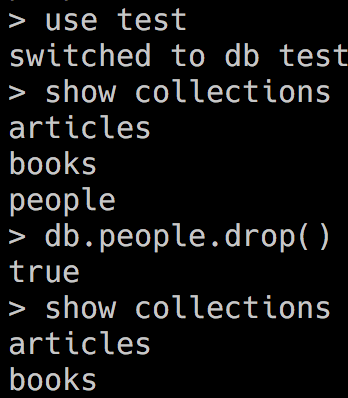 > use test
switched to db test
> show collections
articles
books
people
> db.people.drop()
true
> show collections
articles
books